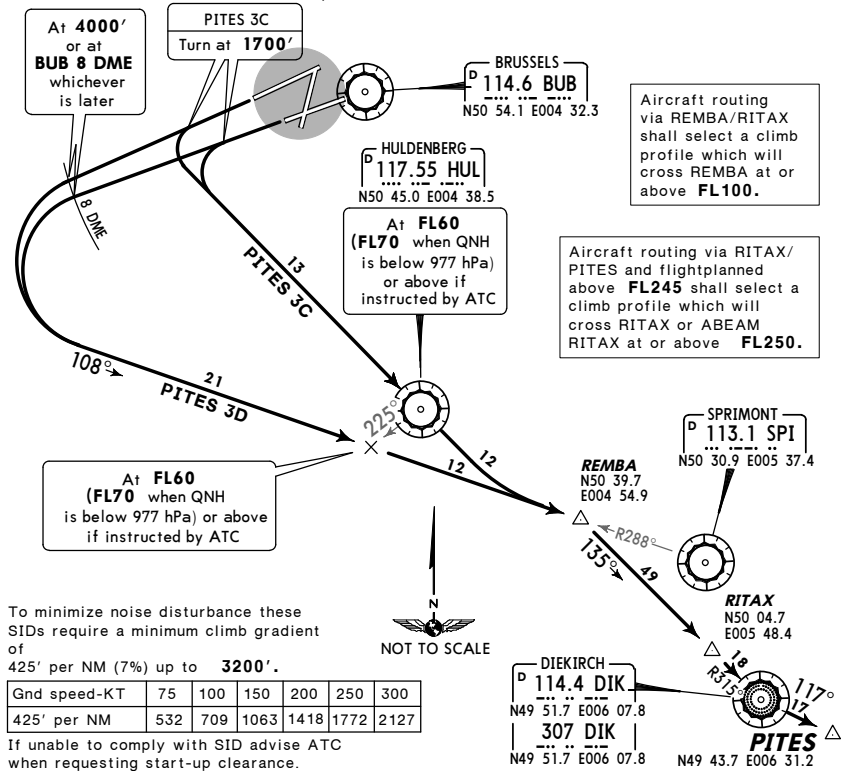 At 4000'
or at
BUB 8 DME
whichever
is later
PITES 3C
Turn at 1700'
BRUSSELS
D 114.6 BUB
N50 54.1 E004 32.3
Aircraft routing
via REMBA/RITAX
shall select a climb
profile which will
cross REMBA at or
above FL100.
HULDENBERG
D 117.55 HUL
N50 45.0 E004 38.5
8 DME
At FL60
(FL70 when QNH
is below 977 hPa)
or above if
instructed by ATC
Aircraft routing via RITAX/
PITES and flightplanned
above FL245 shall select a
climb profile which will
cross RITAX or ABEAM
RITAX at or above FL250.
13
PITES 3C
108°
21
PITES 3D
225°
SPRIMONT
D 113.1 SPI
N50 30.9 E005 37.4
At FL60
(FL70 when QNH
is below 977 hPa) or above
if instructed by ATC
12
12
REMBA
N50 39.7
E004 54.9
R288°
135°
49
RITAX
N50 04.7
E005 48.4
N
NOT TO SCALE
To minimize noise disturbance these
SIDs require a minimum climb gradient
of
425' per NM (7%) up to 3200'.
Gnd speed-KT 75 100 150 200 250 300
425' per NM 532 709 1063 1418 1772 2127
If unable to comply with SID advise ATC
when requesting start-up clearance.
DIEKIRCH
D 114.4 DIK
N49 51.7 E006 07.8
307 DIK
N49 51.7 E006 07.8
18
R315°
117°
17
PITES
N49 43.7 E006 31.2